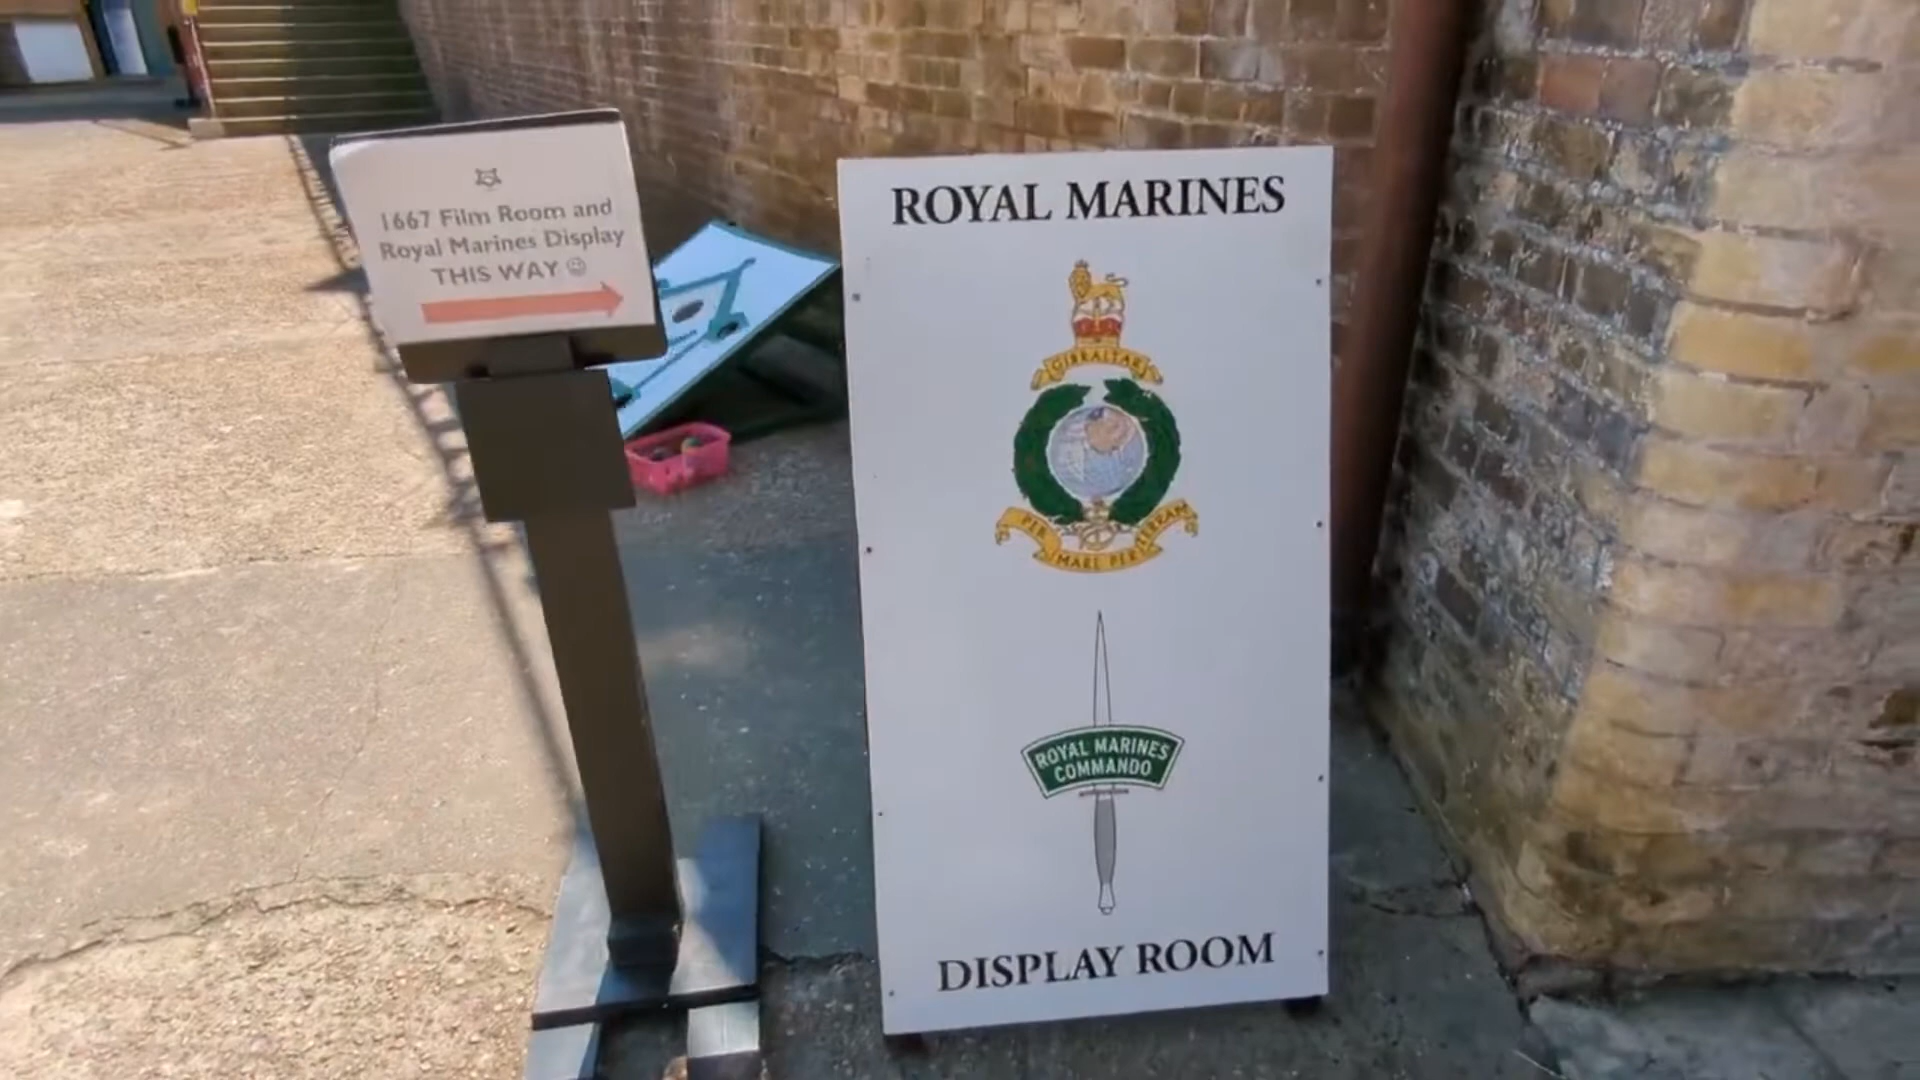 1667 Film Room and
Royal Marines Display
THIS WAY ☺
ROYAL MARINES
GIBRALTAR
PER MARE PER TERRAM
ROYAL MARINES
COMMANDO
DISPLAY ROOM